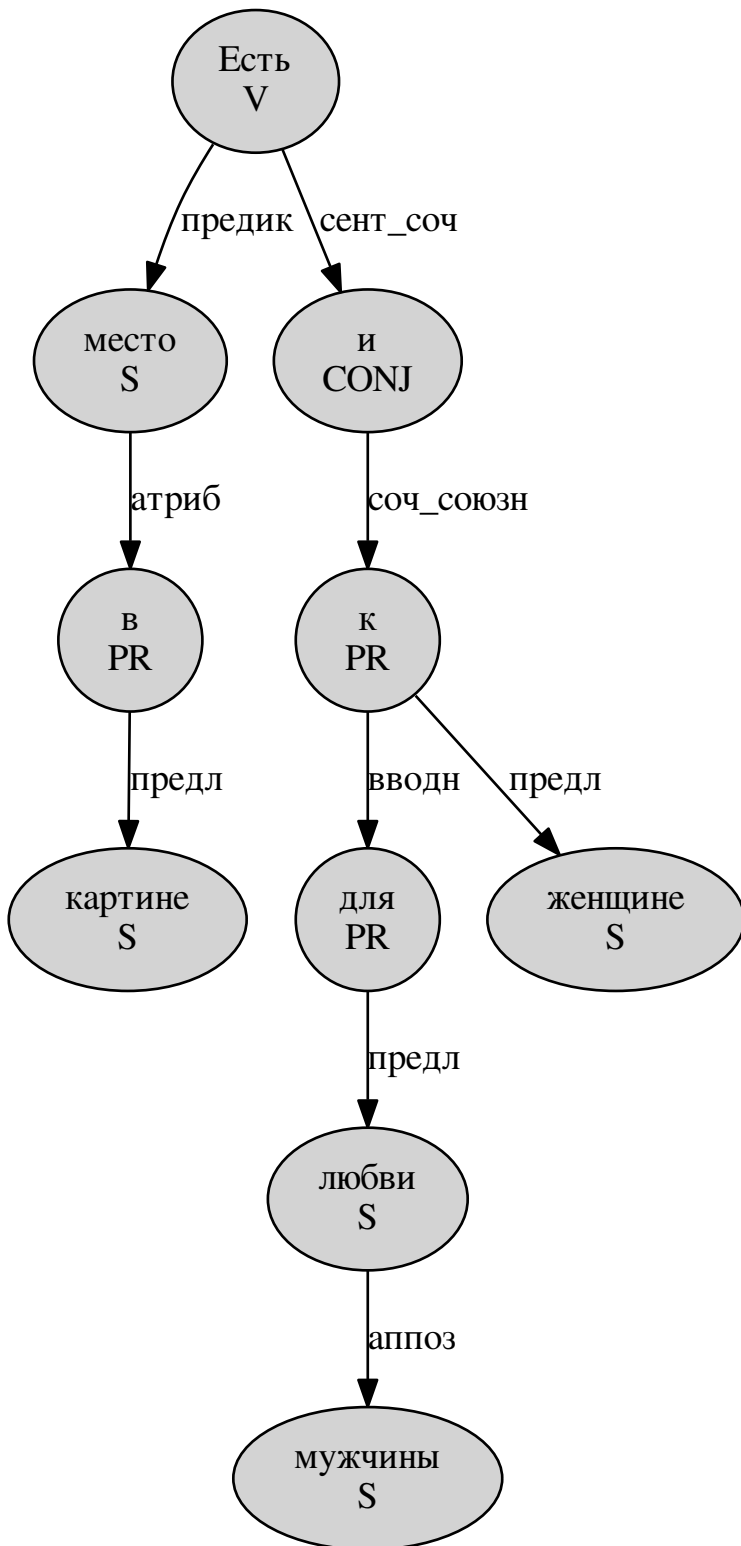 Есть
V
предик сент_соч
место и
S CONJ
атриб соч_союзн
в к
PR PR
предл вводн предл
картине для женщине
S PR S
предл
любви
S
аппоз
мужчины
S